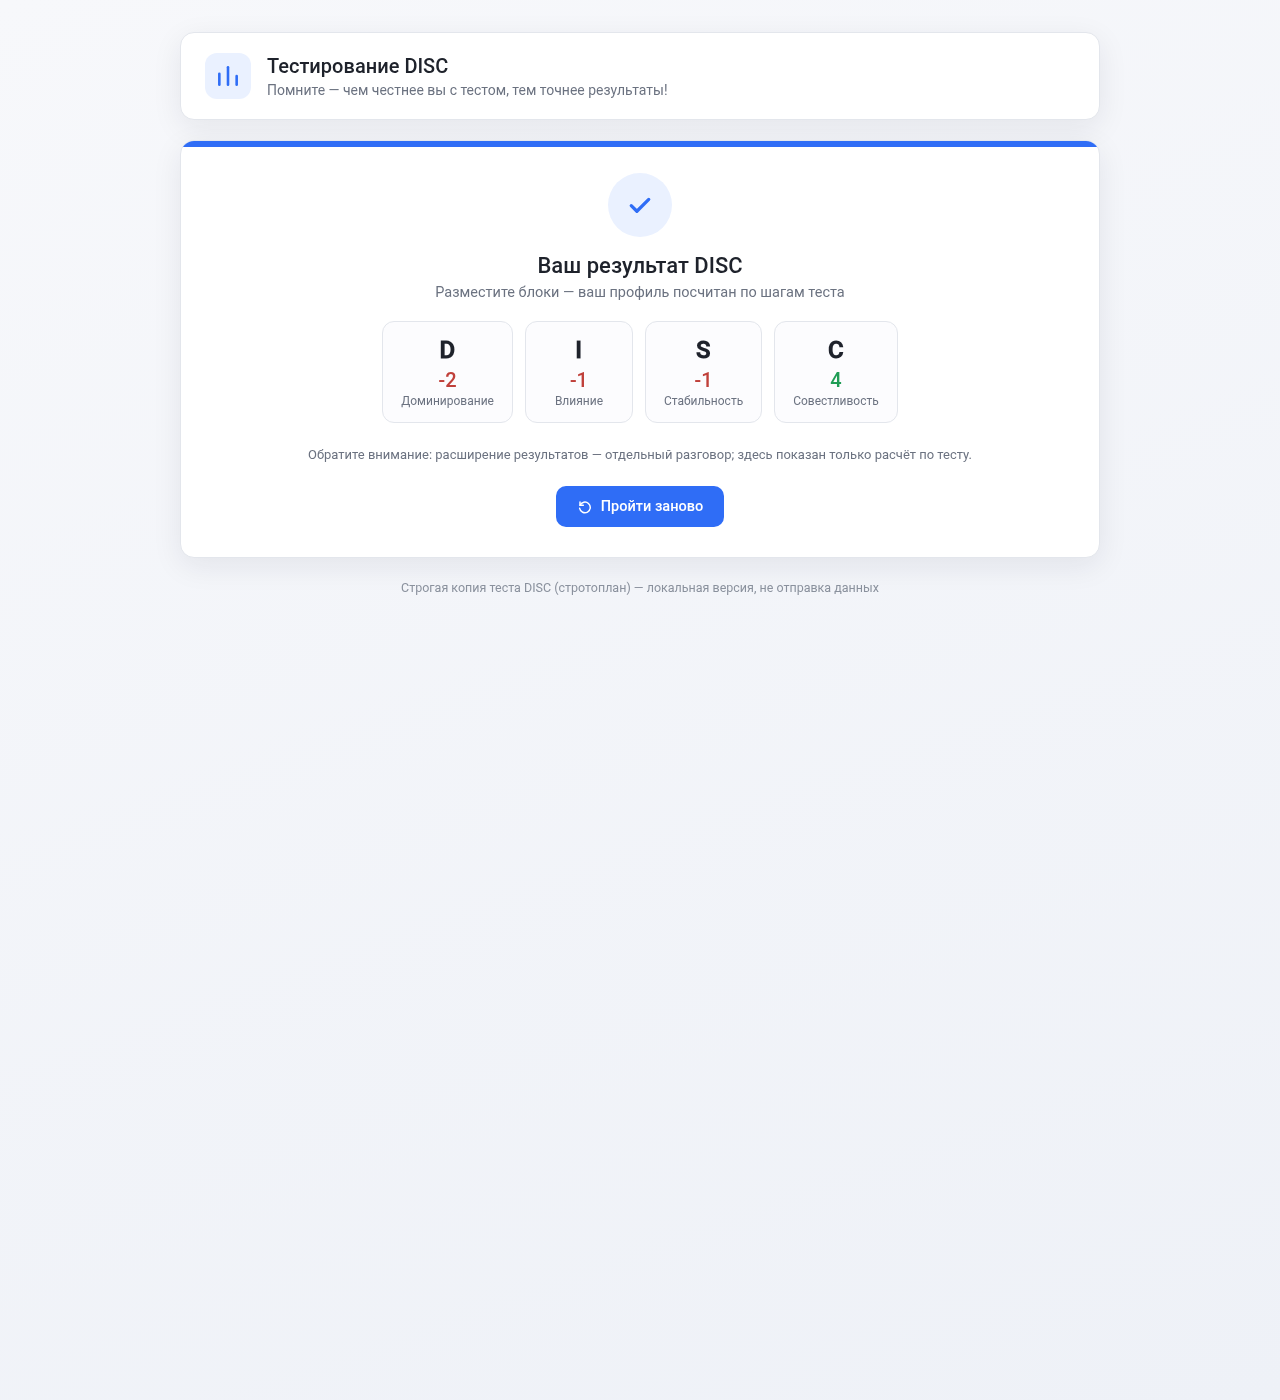 Тестирование DISC
Помните — чем честнее вы с тестом, тем точнее результаты!
Ваш результат DISC
Разместите блоки — ваш профиль посчитан по шагам теста
D
-2
Доминирование
I
-1
Влияние
S
-1
Стабильность
C
4
Совестливость
Обратите внимание: расширение результатов — отдельный разговор; здесь показан только расчёт по тесту.
Пройти заново
Строгая копия теста DISC (стротоплан) — локальная версия, не отправка данных